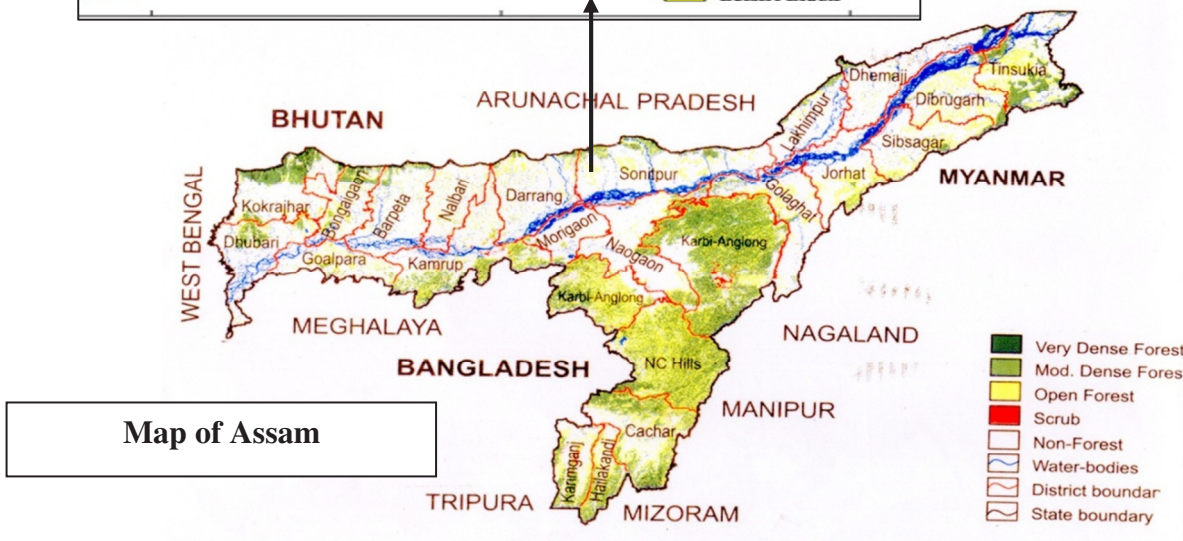 ARUNACHAL PRADESH
BHUTAN
WEST BENGAL
Dhemaji
Tinsukia
Lakhimpur
Dibrugarh
Sibsagar
Sonitpur
Jorhat
MYANMAR
Golaghat
Kokrajhar
Bongaigaon
Barpeta
Nalbari
Darrang
Morigaon
Dhubari
Goalpara
Kamrup
Naogaon
Karbi-Anglong
Karbi-Anglong
MEGHALAYA
NAGALAND
BANGLADESH
NC Hills
MANIPUR
Map of Assam
Cachar
Karimganj
Hailakandi
TRIPURA
MIZORAM
Very Dense Forest
Mod. Dense Fores
Open Forest
Scrub
Non-Forest
Water-bodies
District boundar
State boundary